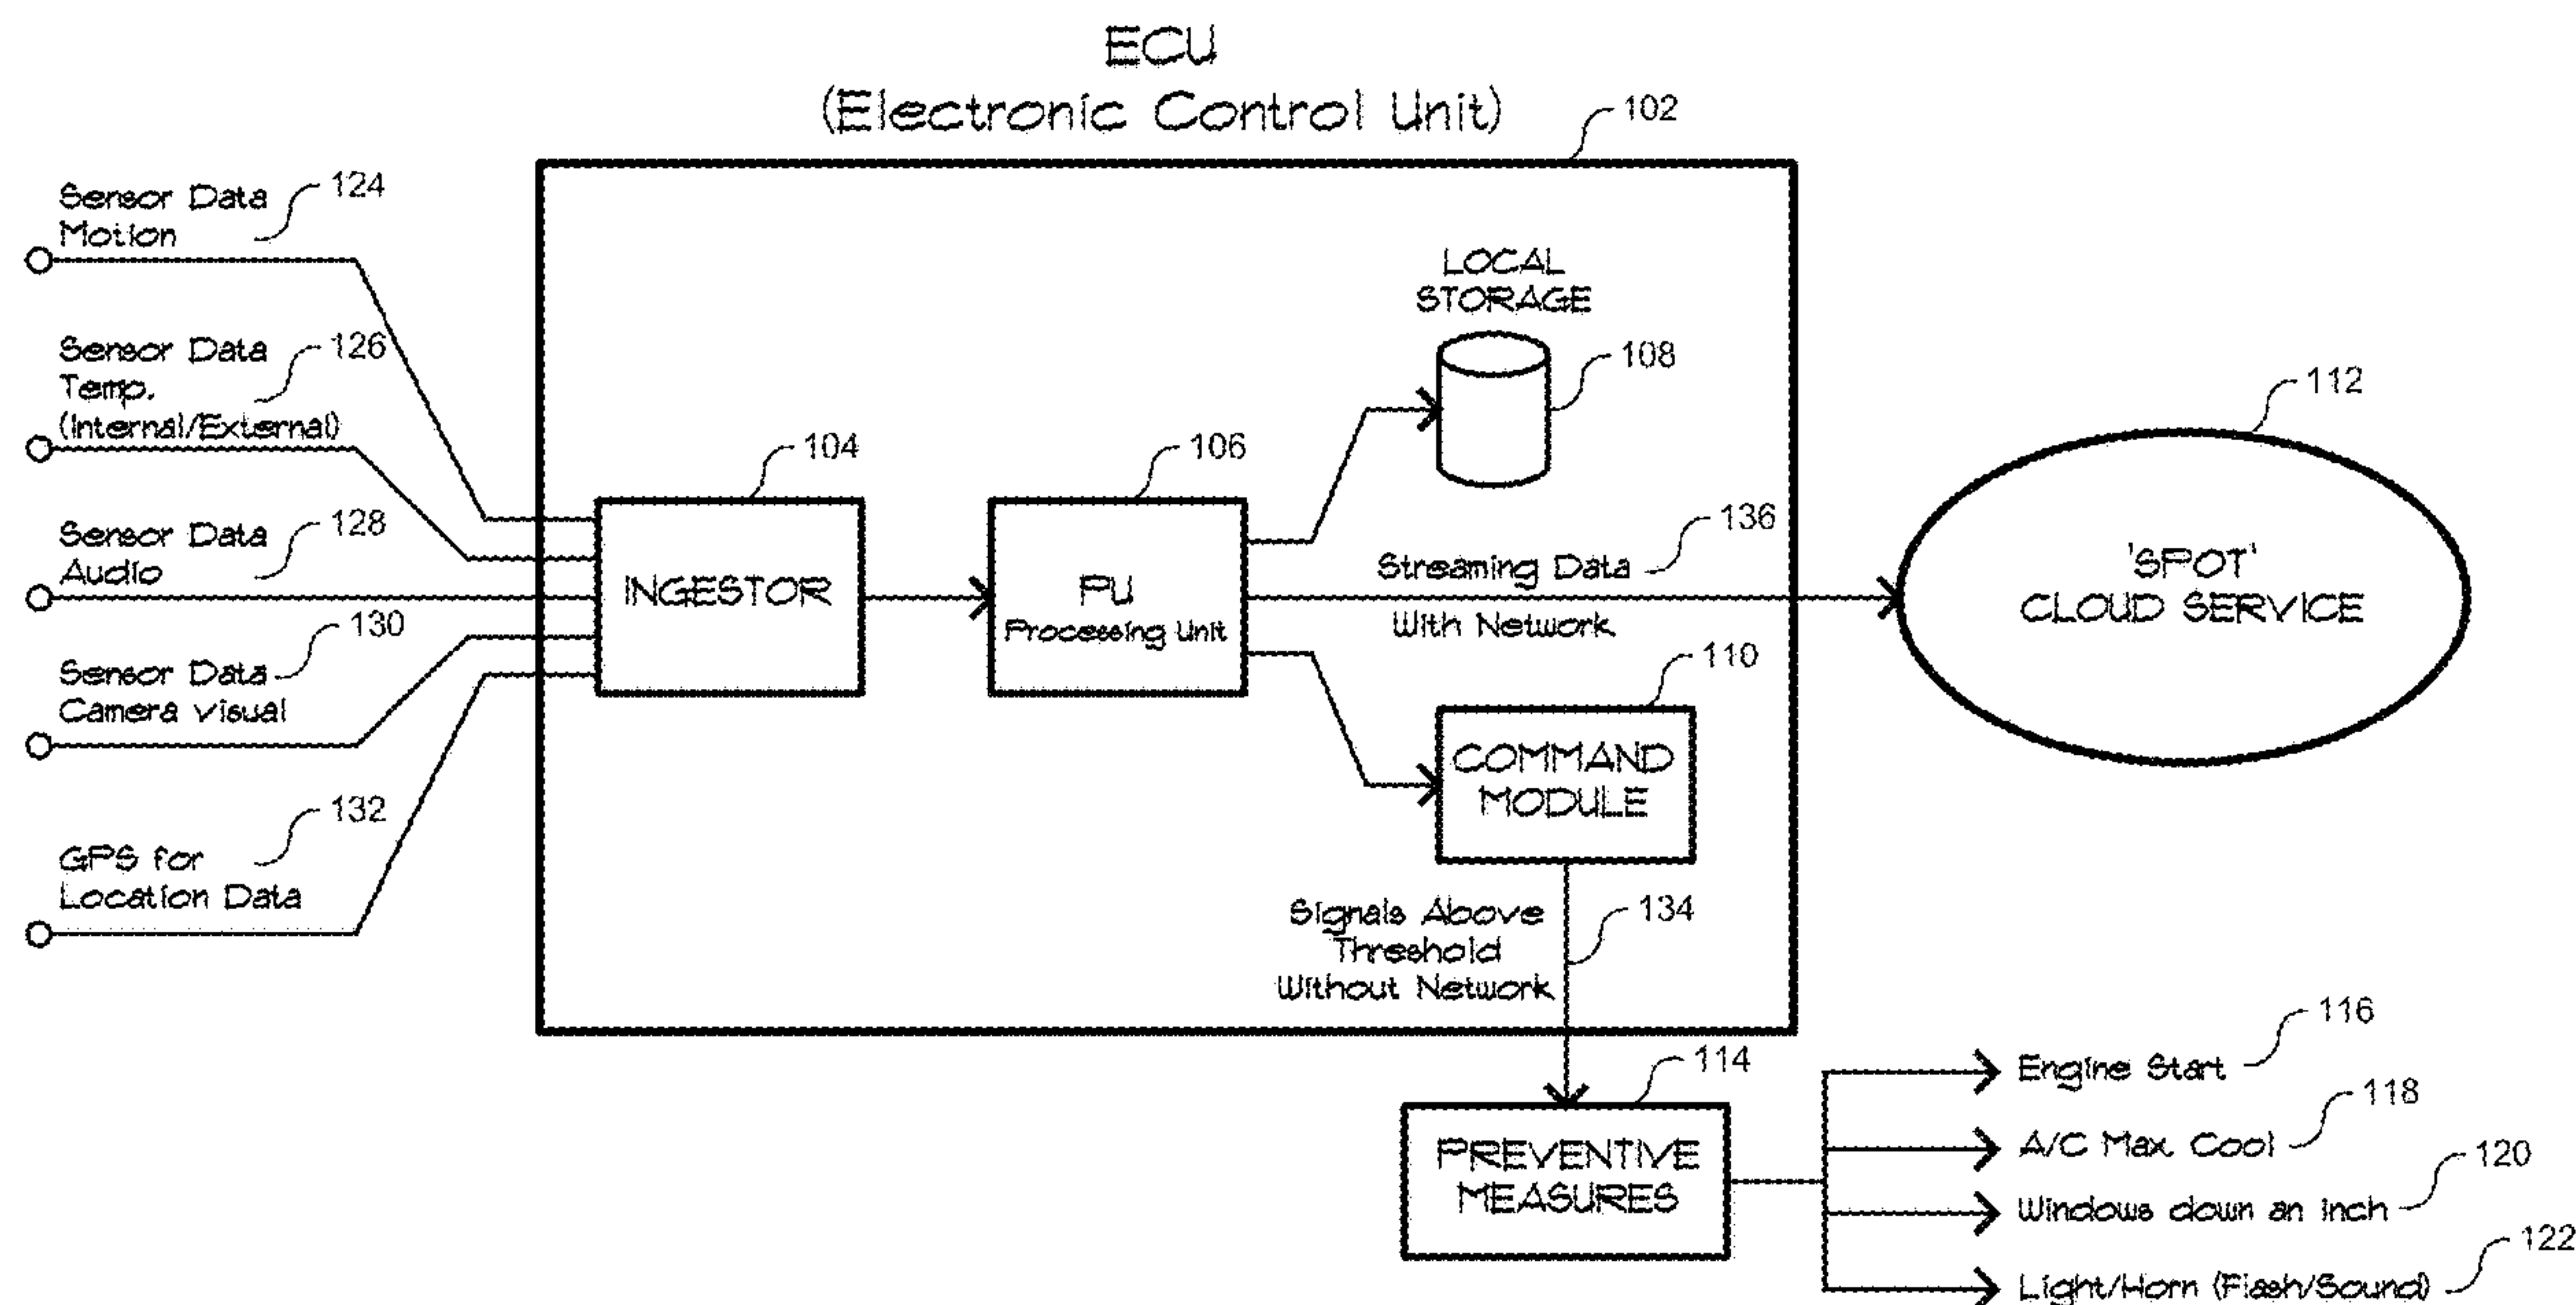 ECU
(Electronic Control Unit)
102
Sensor Data
Motion
124
Sensor Data
Temp.
(Internal/External)
126
Sensor Data
Audio
128
Sensor Data
Camera visual
130
GPS for
Location Data
132
INGESTOR
104
PU
Processing Unit
106
LOCAL
STORAGE
108
Streaming Data
With Network
136
COMMAND
MODULE
110
Signals Above
Threshold
Without Network
134
'SPOT'
CLOUD SERVICE
112
PREVENTIVE
MEASURES
114
Engine Start
116
A/C Max. Cool
118
Windows down an inch
120
Light/Horn (Flash/Sound)
122